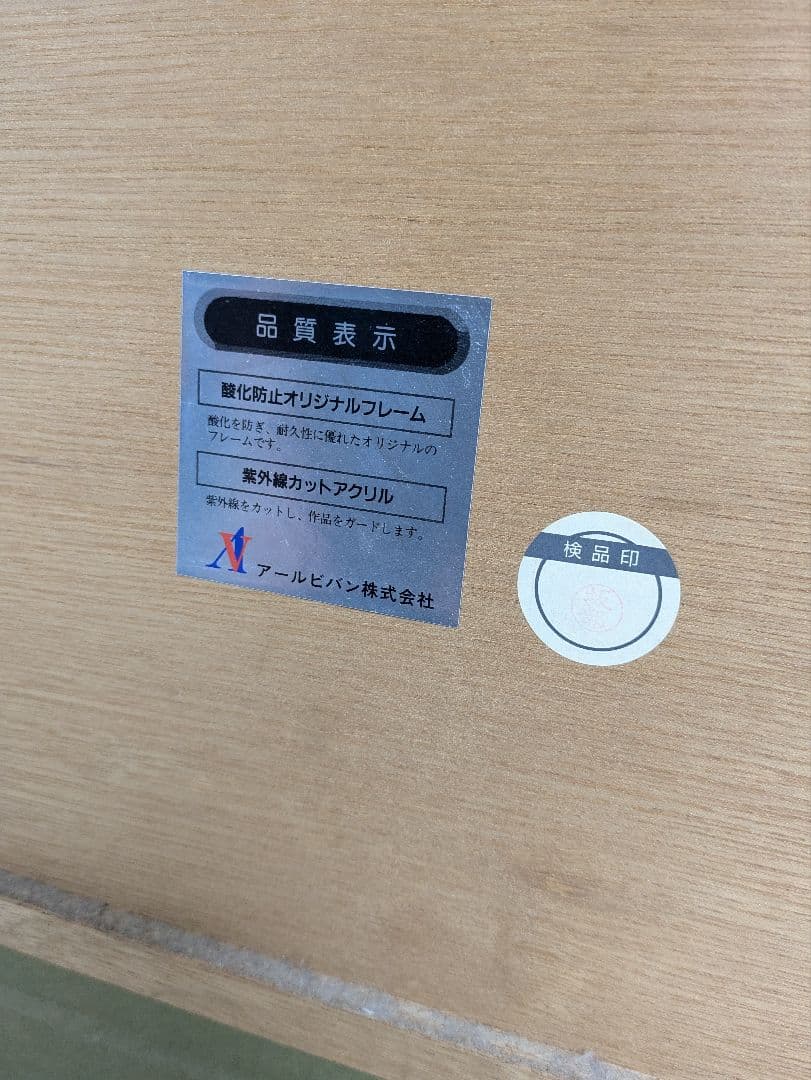 品質表示
酸化防止オリジナルフレーム
酸化を防ぎ、耐久性に優れたオリジナルの
フレームです。
紫外線カットアクリル
紫外線をカットし、作品をガードします。
アールビバン株式会社
検品印